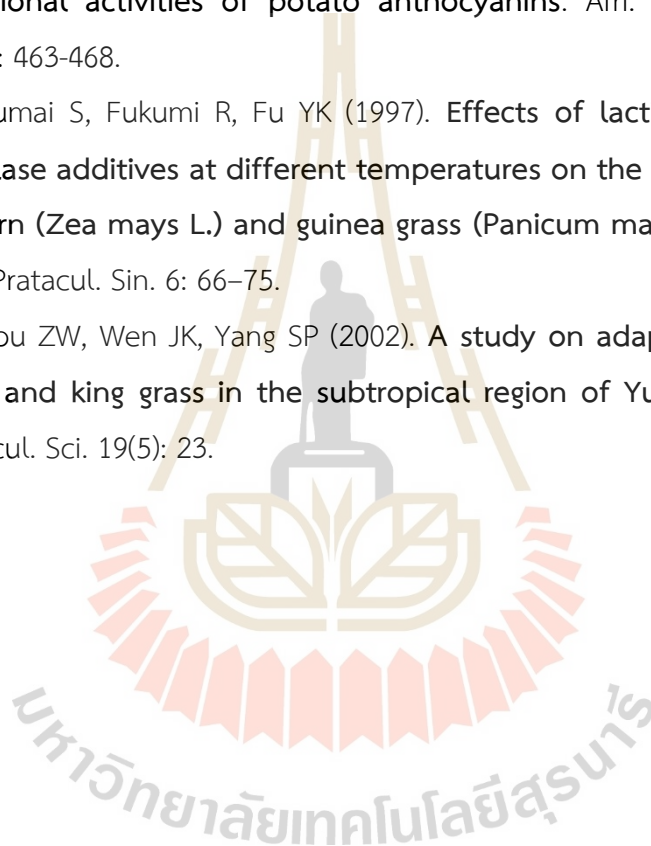 ional activities of potato anthocyanins. Afr.
: 463-468.
umai S, Fukumi R, Fu YK (1997). Effects of lact
ase additives at different temperatures on the
rn (Zea mays L.) and guinea grass (Panicum ma
Pratacul. Sin. 6: 66–75.
ou ZW, Wen JK, Yang SP (2002). A study on adap
and king grass in the subtropical region of Yu
cul. Sci. 19(5): 23.
มหาวิทยาลัยเทคโนโลยีสุรนารี